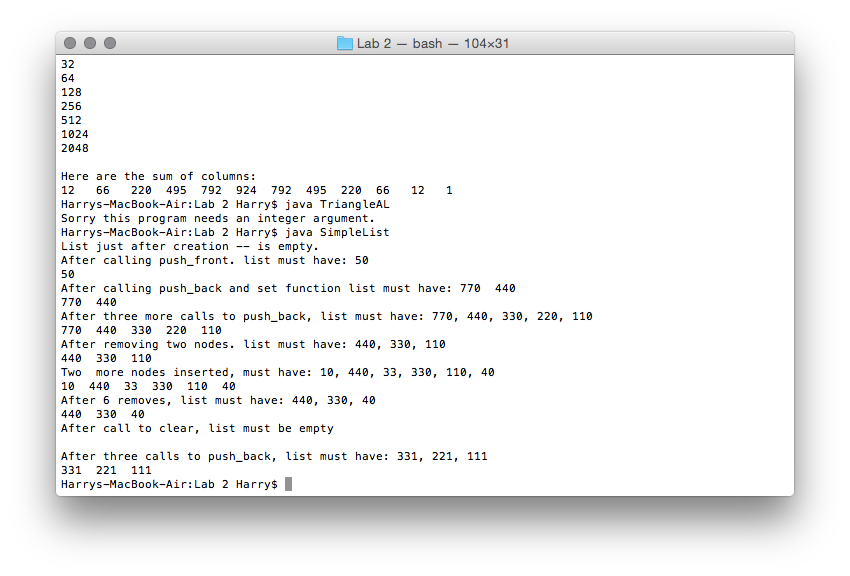 Lab 2 — bash — 104×31
32
64
128
256
512
1024
2048
Here are the sum of columns:
12 66 220 495 792 924 792 495 220 66 12 1
Harrys-MacBook-Air:Lab 2 Harry$ java TriangleAL
Sorry this program needs an integer argument.
Harrys-MacBook-Air:Lab 2 Harry$ java SimpleList
List just after creation -- is empty.
After calling push_front. list must have: 50
50
After calling push_back and set function list must have: 770  440
770  440
After three more calls to push_back, list must have: 770, 440, 330, 220, 110
770  440  330  220  110
After removing two nodes. list must have: 440, 330, 110
440  330  110
Two  more nodes inserted, must have: 10, 440, 33, 330, 110, 40
10  440  33  330  110  40
After 6 removes, list must have: 440, 330, 40
440  330  40
After call to clear, list must be empty
After three calls to push_back, list must have: 331, 221, 111
331  221  111
Harrys-MacBook-Air:Lab 2 Harry$